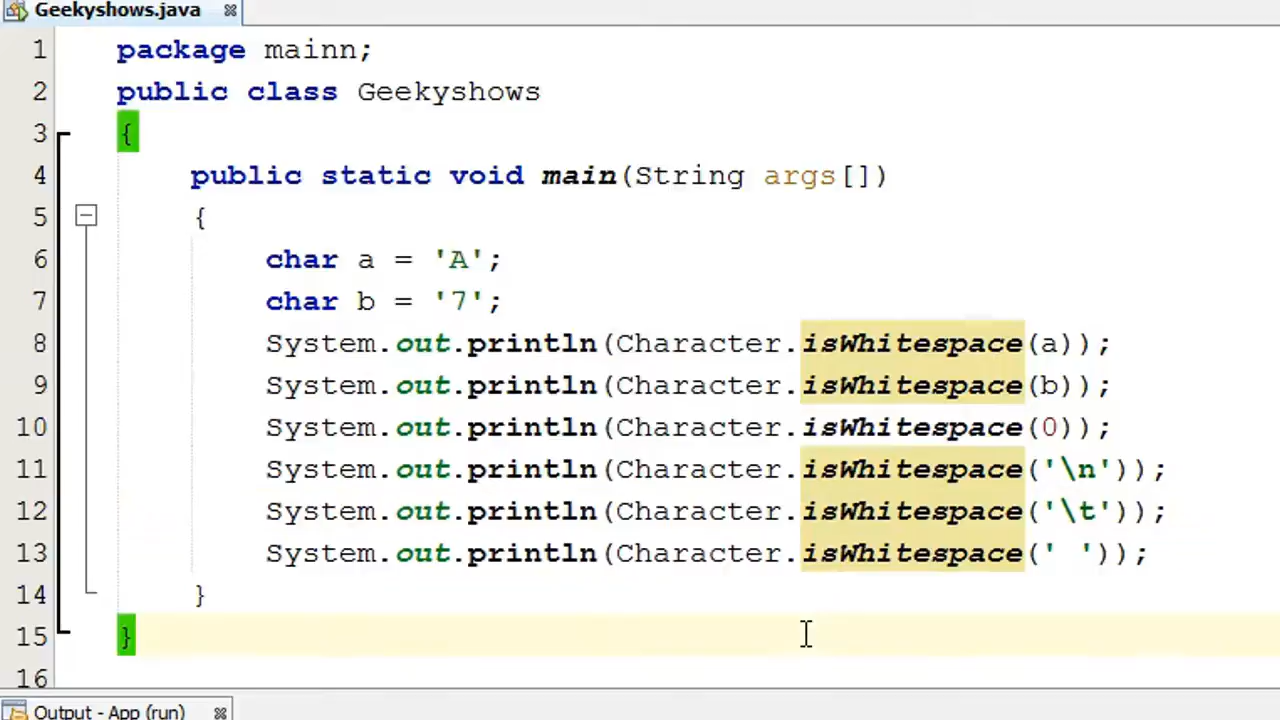 Geekyshows.java
1 package mainn;
2 public class Geekyshows
3 {
4 public static void main(String args[])
5 {
6 char a = 'A';
7 char b = '7';
8 System.out.println(Character.isWhitespace(a));
9 System.out.println(Character.isWhitespace(b));
10 System.out.println(Character.isWhitespace(0));
11 System.out.println(Character.isWhitespace('\n'));
12 System.out.println(Character.isWhitespace('\t'));
13 System.out.println(Character.isWhitespace(' '));
14 }
15 }
16
Output - App (run)